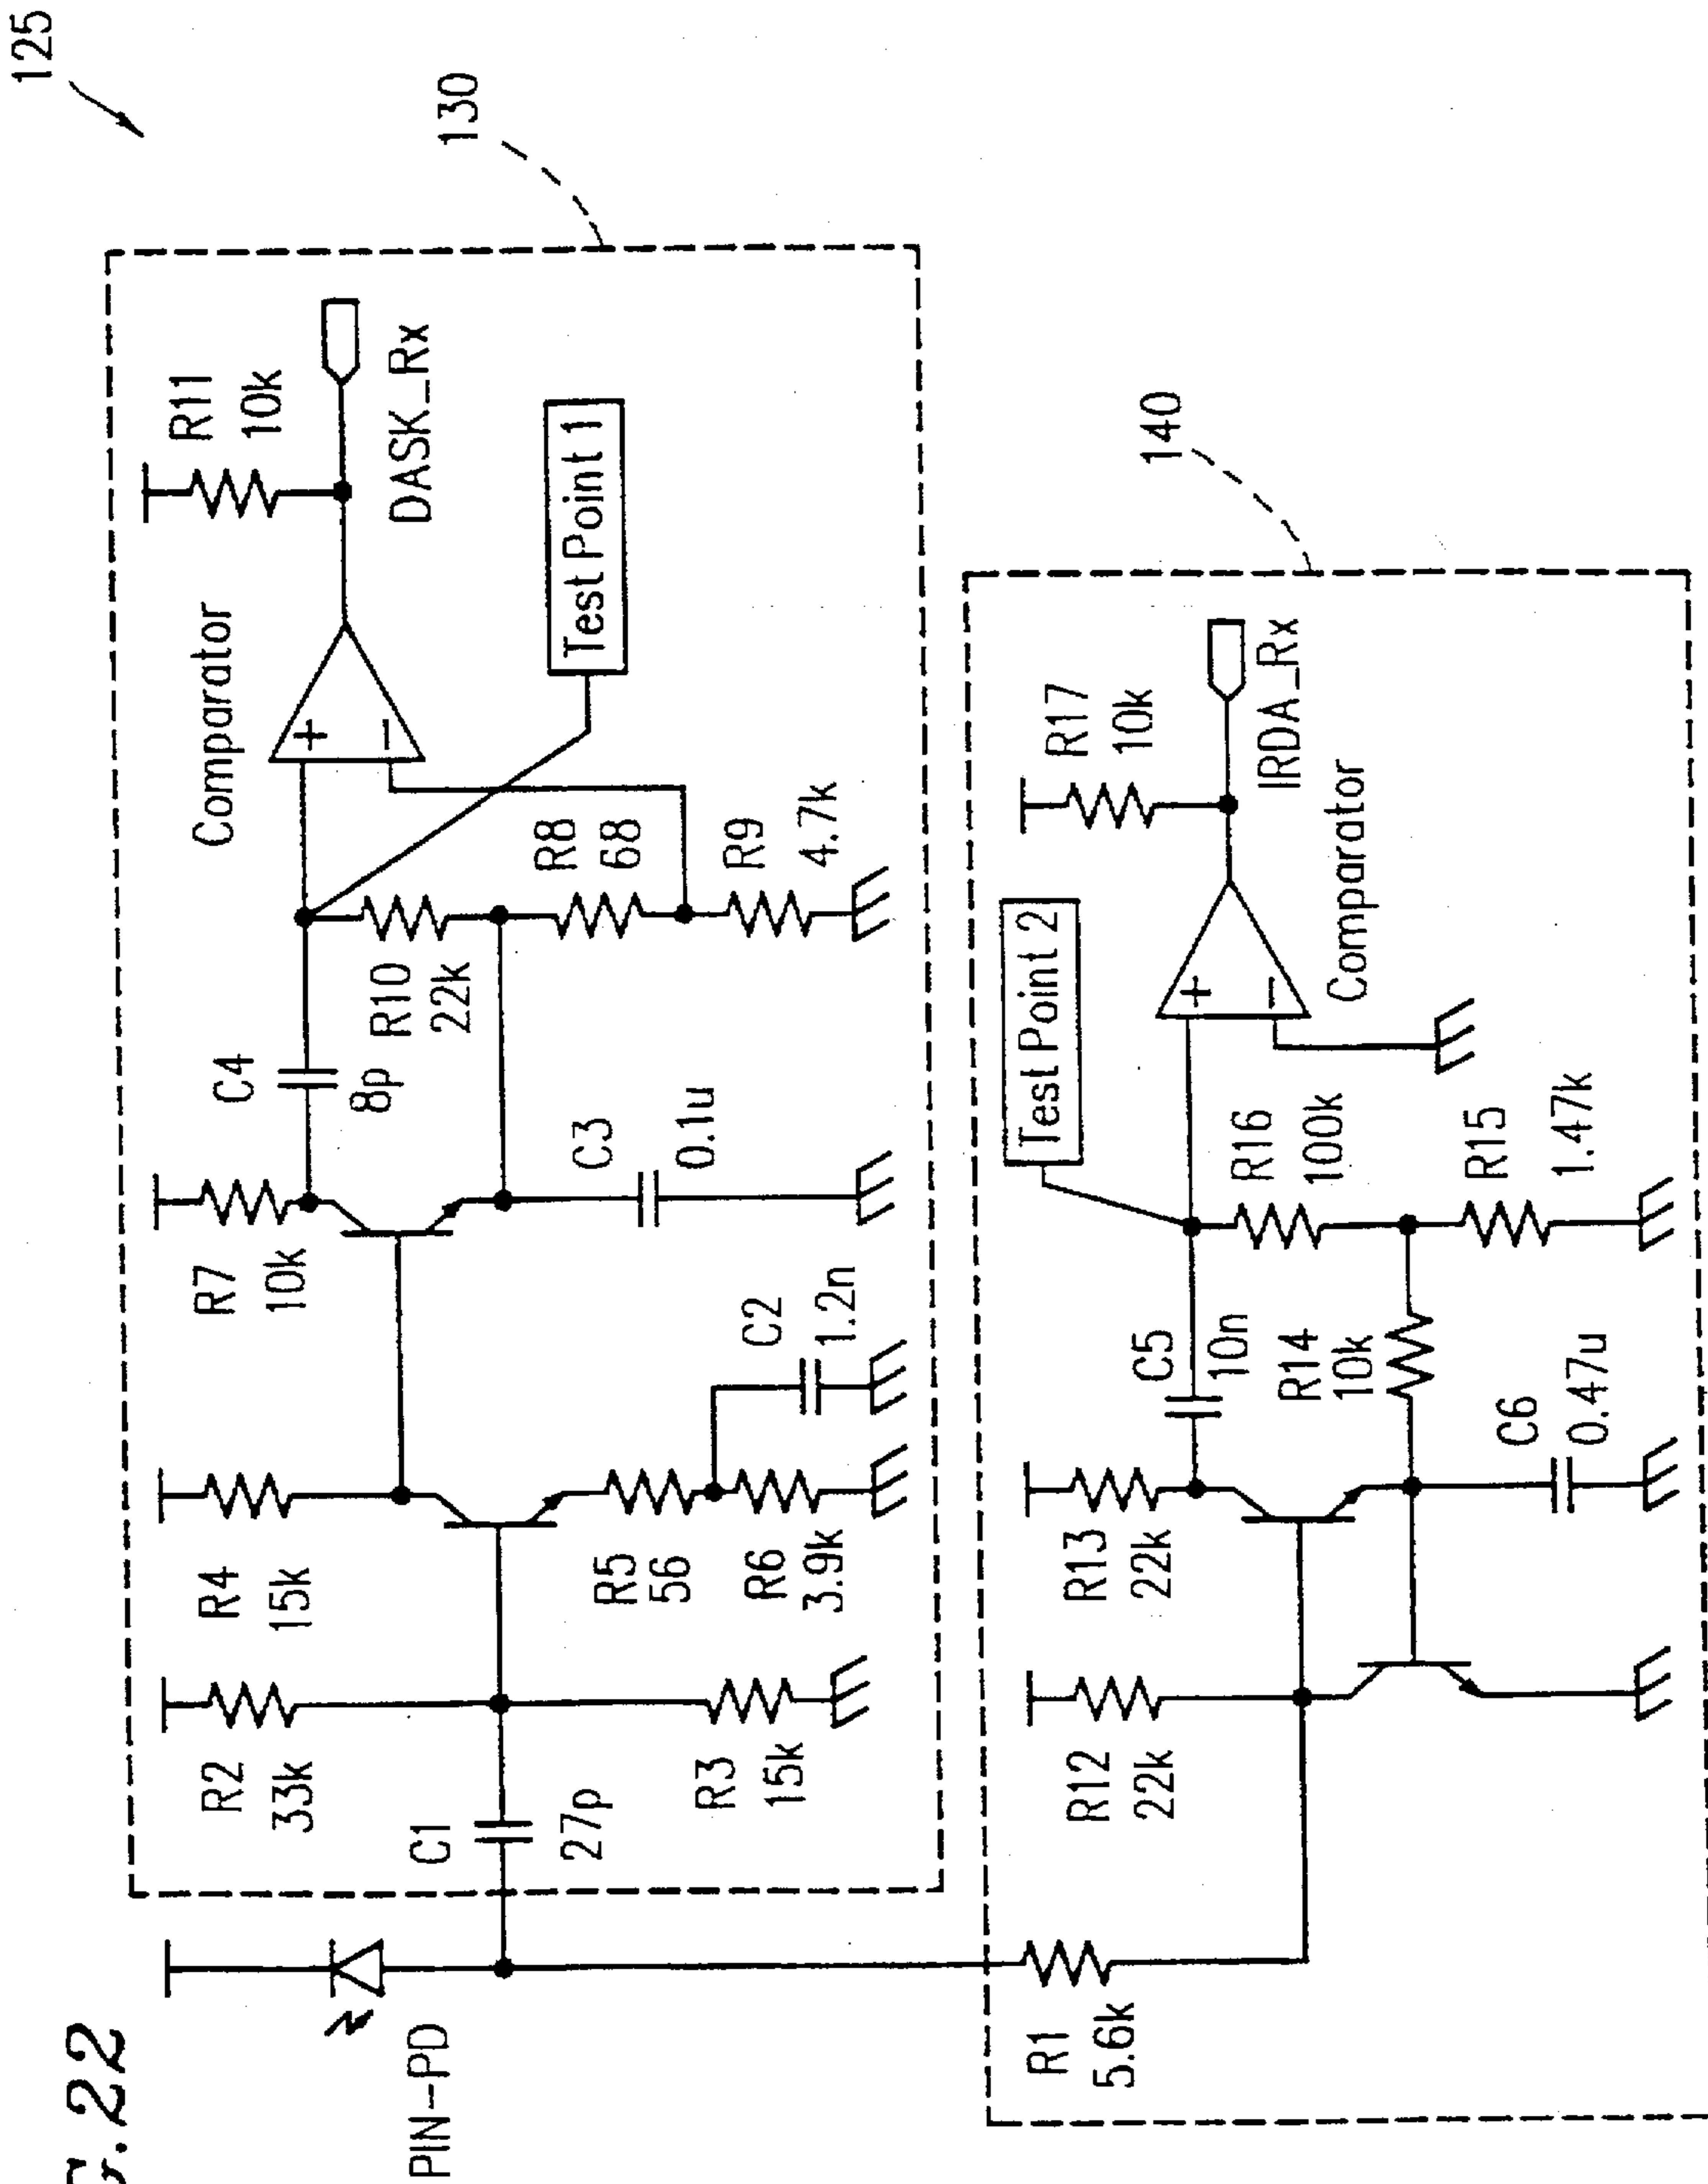 G.22
125
130
PIN-PD
R2
33k
R4
15k
R7
10k
C4
8p
Comparator
+
-
R11
10k
DASK_Rx
C1
27p
R3
15k
R5
56
R6
3.9k
C2
1.2n
C3
0.1u
R10
22k
R8
68
R9
4.7k
Test Point 1
140
R1
5.6k
R12
22k
R13
22k
C5
10n
R14
10k
C6
0.47u
Test Point 2
R16
100k
R15
1.47k
+
-
Comparator
R17
10k
IRDA_Rx